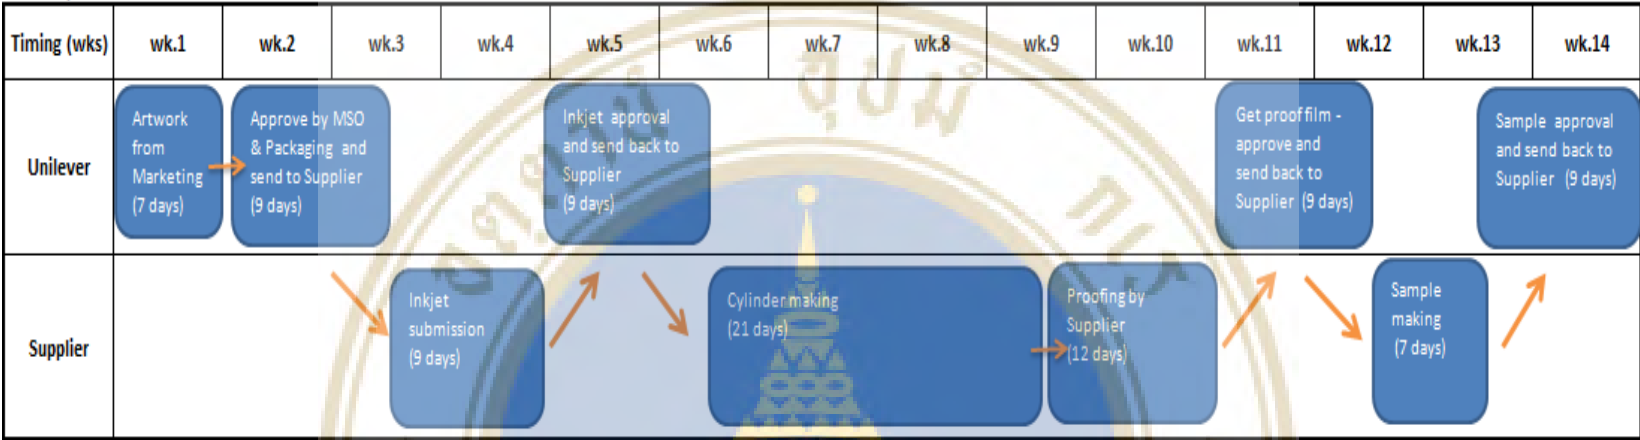 Timing (wks) wk.1 wk.2 wk.3 wk.4 wk.5 wk.6 wk.7 wk.8 wk.9 wk.10 wk.11 wk.12 wk.13 wk.14
Unilever
Artwork
from
Marketing
(7 days)
Approve by MSO
& Packaging and
send to Supplier
(9 days)
Inkjet approval
and send back to
Supplier
(9 days)
Get proof film -
approve and
send back to
Supplier (9 days)
Sample approval
and send back to
Supplier (9 days)
Supplier
Inkjet
submission
(9 days)
Cylinder making
(21 days)
Proofing by
Supplier
(12 days)
Sample
making
(7 days)